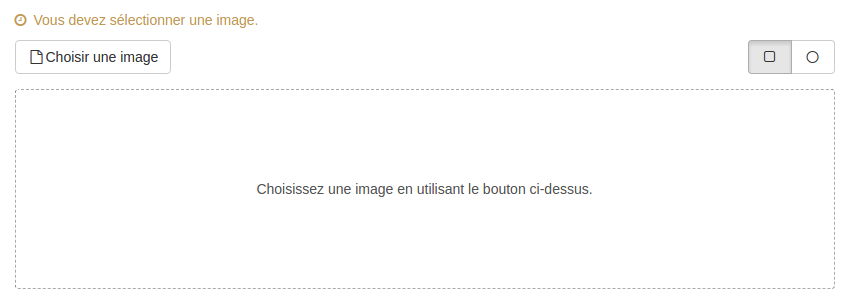 Vous devez sélectionner une image.
Choisir une image
Choisissez une image en utilisant le bouton ci-dessus.